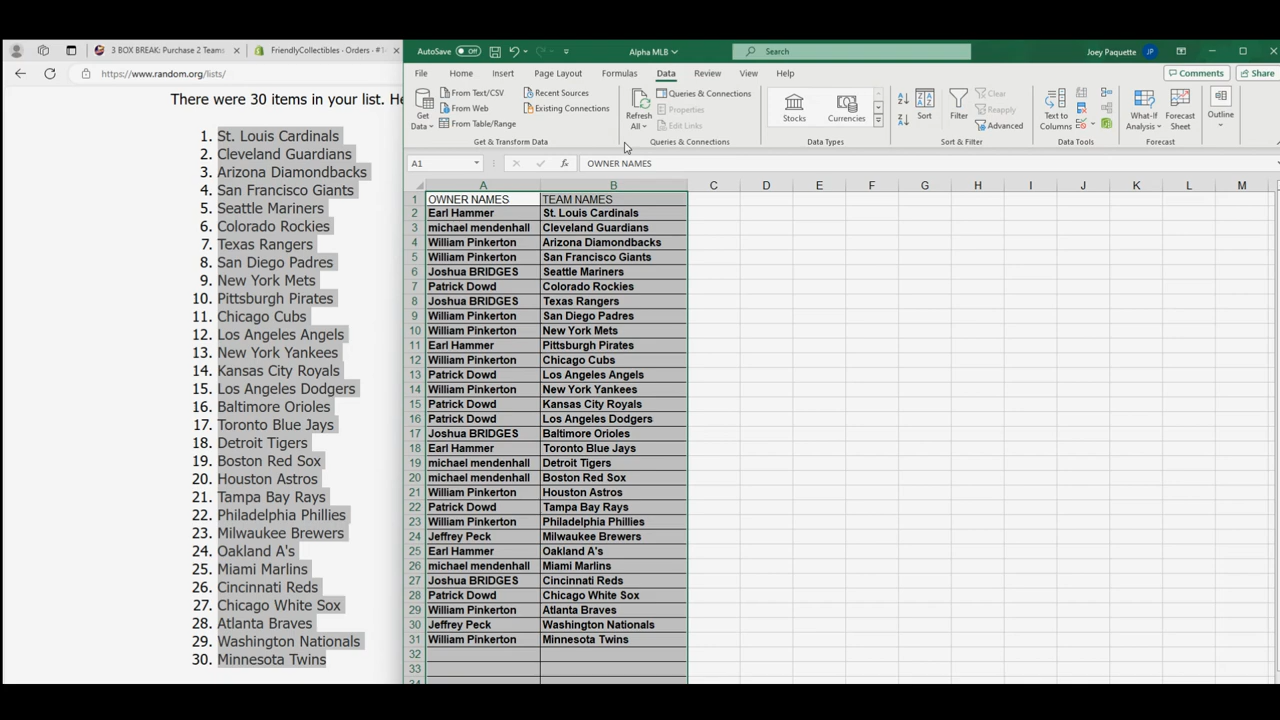 3 BOX BREAK: Purchase 2 Teams
FriendlyCollectibles · Orders · #1
https://www.random.org/lists/
There were 30 items in your list. He
1. St. Louis Cardinals
2. Cleveland Guardians
3. Arizona Diamondbacks
4. San Francisco Giants
5. Seattle Mariners
6. Colorado Rockies
7. Texas Rangers
8. San Diego Padres
9. New York Mets
10. Pittsburgh Pirates
11. Chicago Cubs
12. Los Angeles Angels
13. New York Yankees
14. Kansas City Royals
15. Los Angeles Dodgers
16. Baltimore Orioles
17. Toronto Blue Jays
18. Detroit Tigers
19. Boston Red Sox
20. Houston Astros
21. Tampa Bay Rays
22. Philadelphia Phillies
23. Milwaukee Brewers
24. Oakland A's
25. Miami Marlins
26. Cincinnati Reds
27. Chicago White Sox
28. Atlanta Braves
29. Washington Nationals
30. Minnesota Twins
AutoSave Off Alpha MLB Search Joey Paquette JP
File Home Insert Page Layout Formulas Data Review View Help Comments Share
Get Data
From Text/CSV
From Web
From Table/Range
Recent Sources
Existing Connections
Get & Transform Data
Refresh All
Queries & Connections
Properties
Edit Links
Queries & Connections
Stocks
Currencies
Data Types
Sort
Filter
Clear
Reapply
Advanced
Sort & Filter
Text to Columns
Data Tools
What-If Analysis
Forecast Sheet
Forecast
Outline
A1 fx OWNER NAMES
A B C D E F G H I J K L M
1 OWNER NAMES TEAM NAMES
2 Earl Hammer St. Louis Cardinals
3 michael mendenhall Cleveland Guardians
4 William Pinkerton Arizona Diamondbacks
5 William Pinkerton San Francisco Giants
6 Joshua BRIDGES Seattle Mariners
7 Patrick Dowd Colorado Rockies
8 Joshua BRIDGES Texas Rangers
9 William Pinkerton San Diego Padres
10 William Pinkerton New York Mets
11 Earl Hammer Pittsburgh Pirates
12 William Pinkerton Chicago Cubs
13 Patrick Dowd Los Angeles Angels
14 William Pinkerton New York Yankees
15 Patrick Dowd Kansas City Royals
16 Patrick Dowd Los Angeles Dodgers
17 Joshua BRIDGES Baltimore Orioles
18 Earl Hammer Toronto Blue Jays
19 michael mendenhall Detroit Tigers
20 michael mendenhall Boston Red Sox
21 William Pinkerton Houston Astros
22 Patrick Dowd Tampa Bay Rays
23 William Pinkerton Philadelphia Phillies
24 Jeffrey Peck Milwaukee Brewers
25 Earl Hammer Oakland A's
26 michael mendenhall Miami Marlins
27 Joshua BRIDGES Cincinnati Reds
28 Patrick Dowd Chicago White Sox
29 William Pinkerton Atlanta Braves
30 Jeffrey Peck Washington Nationals
31 William Pinkerton Minnesota Twins
32
33